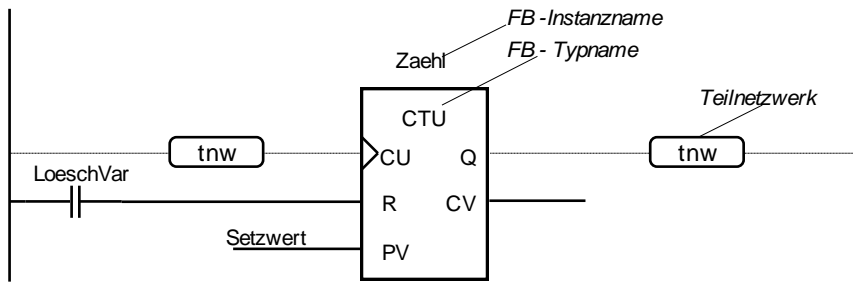 FB -Instanzname
Zaehl
FB - Typname
CTU
Teilnetzwerk
tnw
CU
Q
tnw
LoeschVar
R
CV
Setzwert
PV